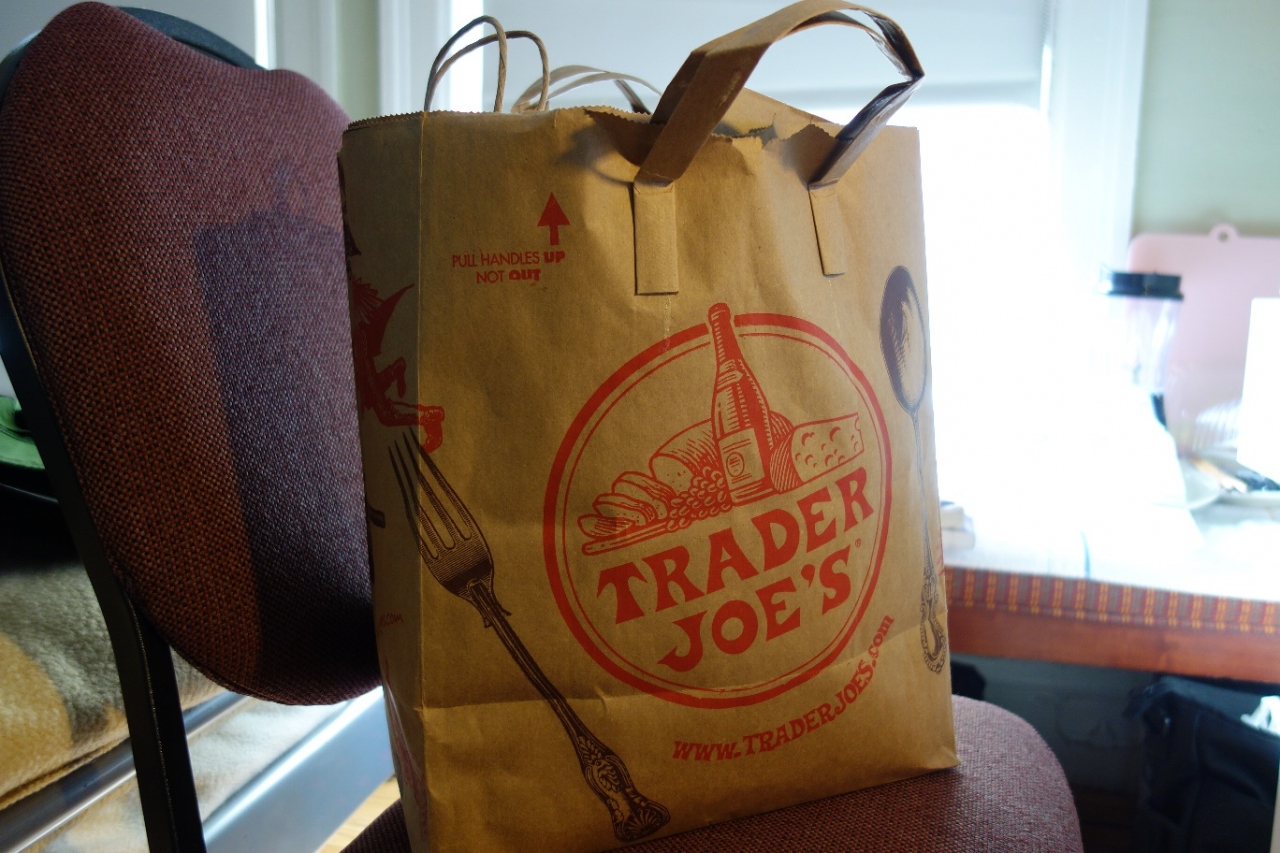 PULL HANDLES UP
NOT OUT
TRADER
JOE'S®
www.TRADERJOES.com